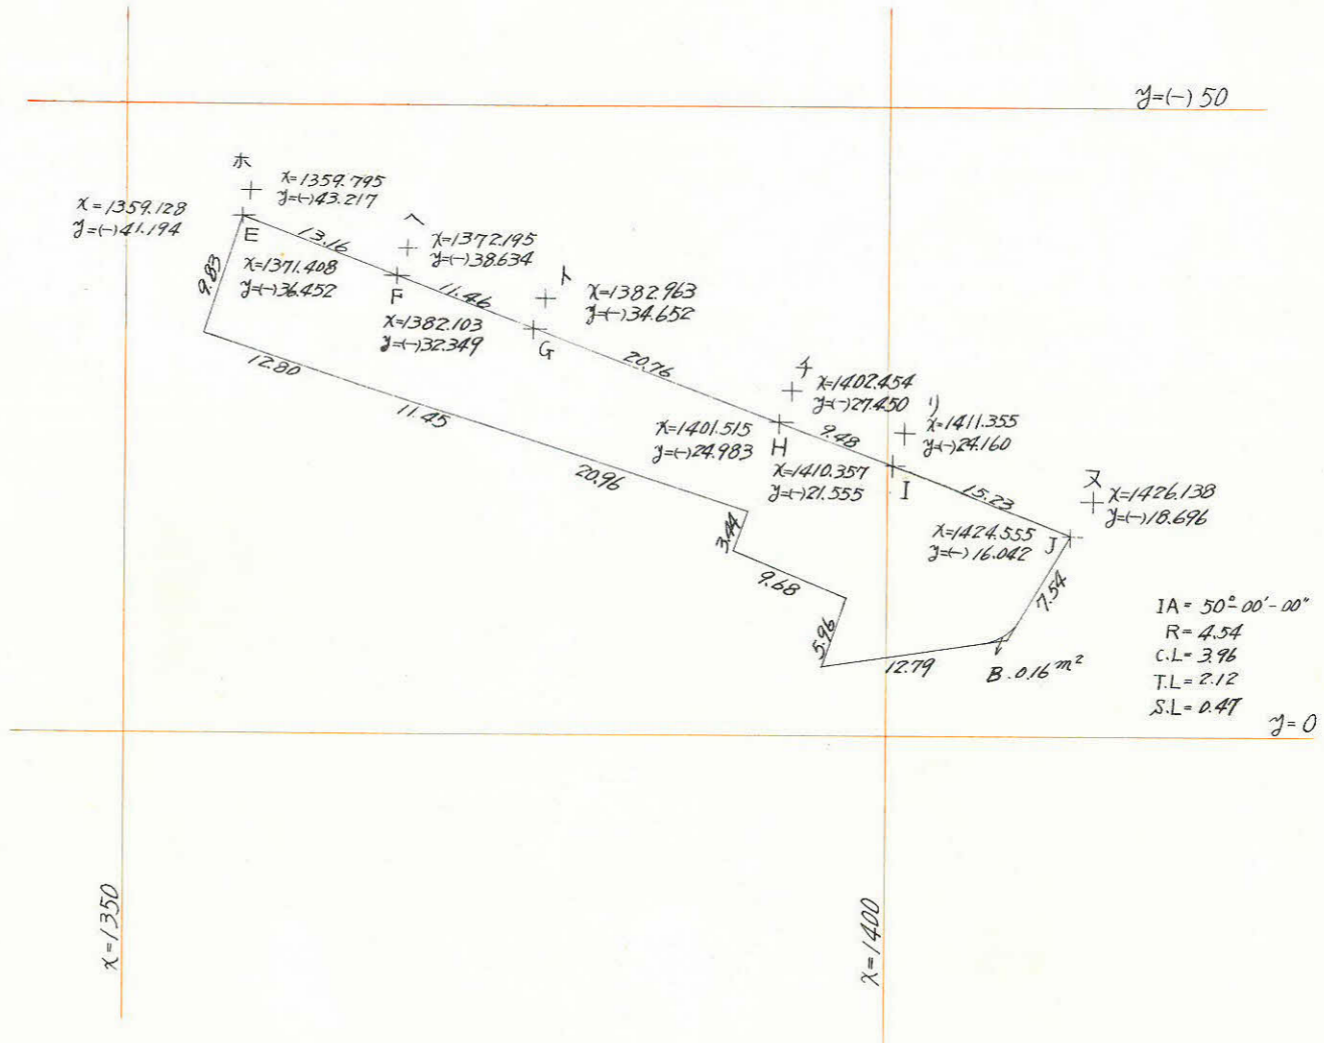 y=(-) 50
ホ
x=1359.795
y=(-)43.217
x=1359.128
y=(-)41.194
E
13.16
ヘ
x=1372.195
y=(-)38.634
9.83
x=1371.408
y=(-)36.452
F
11.46
ト
x=1382.963
y=(-)34.652
x=1382.103
y=(-)32.349
G
20.76
12.80
11.45
20.96
チ
x=1402.454
y=(-)27.450
リ
x=1411.355
y=(-)24.160
x=1401.515
y=(-)24.983
H
9.48
x=1410.357
y=(-)21.555
I
15.23
ヌ
x=1426.138
y=(-)18.696
x=1424.555
y=(-)16.042
J
3.44
9.68
5.96
12.79
7.54
B.0.16m²
IA=50°-00'-00"
R=4.54
C.L=3.96
T.L=2.12
S.L=0.47
y=0
x=1350
x=1400